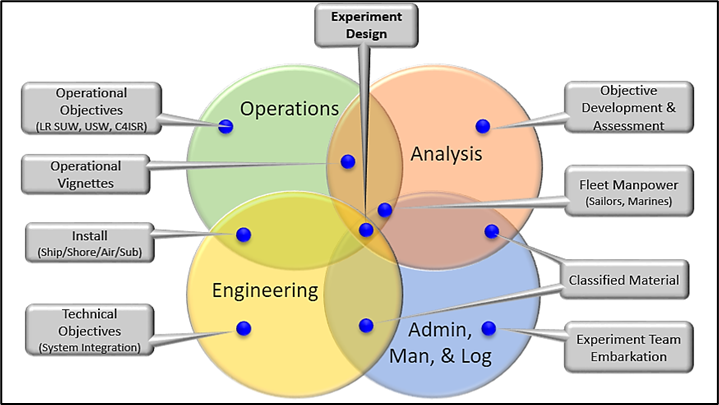 Experiment
Design
Operational
Objectives
(LR SUW, USW, C4ISR)
Operational
Vignettes
Install
(Ship/Shore/Air/Sub)
Technical
Objectives
(System Integration)
Operations
Analysis
Engineering
Admin,
Man, & Log
Objective
Development &
Assessment
Fleet Manpower
(Sailors, Marines)
Classified Material
Experiment Team
Embarkation